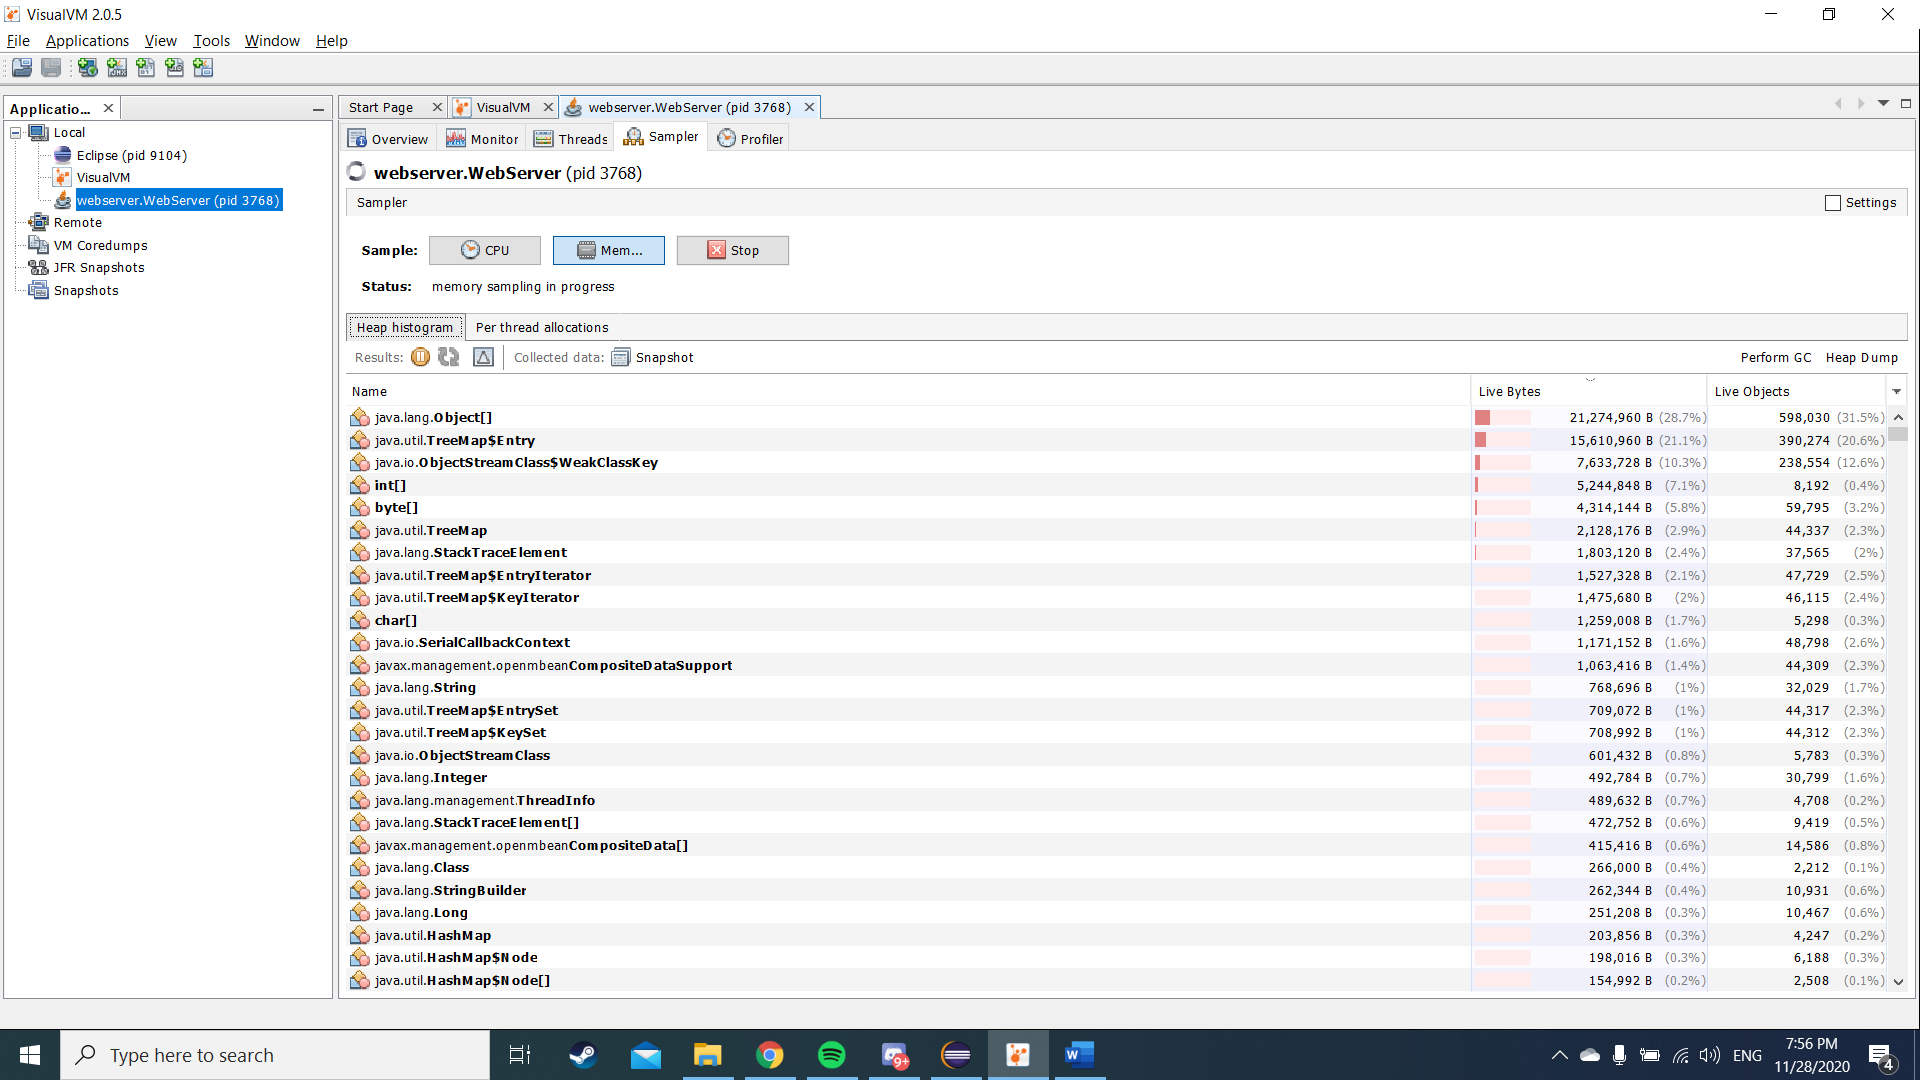 VisualVM 2.0.5
File Applications View Tools Window Help
Applicatio...
Local
Eclipse (pid 9104)
VisualVM
webserver.WebServer (pid 3768)
Remote
VM Coredumps
JFR Snapshots
Snapshots
Start Page VisualVM webserver.WebServer (pid 3768)
Overview Monitor Threads Sampler Profiler
webserver.WebServer (pid 3768)
Sampler Settings
Sample: CPU Mem... Stop
Status: memory sampling in progress
Heap histogram Per thread allocations
Results: Collected data: Snapshot Perform GC Heap Dump
Name Live Bytes Live Objects
java.lang.Object[] 21,274,960 B (28.7%) 598,030 (31.5%)
java.util.TreeMap$Entry 15,610,960 B (21.1%) 390,274 (20.6%)
java.io.ObjectStreamClass$WeakClassKey 7,633,728 B (10.3%) 238,554 (12.6%)
int[] 5,244,848 B (7.1%) 8,192 (0.4%)
byte[] 4,314,144 B (5.8%) 59,795 (3.2%)
java.util.TreeMap 2,128,176 B (2.9%) 44,337 (2.3%)
java.lang.StackTraceElement 1,803,120 B (2.4%) 37,565 (2%)
java.util.TreeMap$EntryIterator 1,527,328 B (2.1%) 47,729 (2.5%)
java.util.TreeMap$KeyIterator 1,475,680 B (2%) 46,115 (2.4%)
char[] 1,259,008 B (1.7%) 5,298 (0.3%)
java.io.SerialCallbackContext 1,171,152 B (1.6%) 48,798 (2.6%)
javax.management.openmbeanCompositeDataSupport 1,063,416 B (1.4%) 44,309 (2.3%)
java.lang.String 768,696 B (1%) 32,029 (1.7%)
java.util.TreeMap$EntrySet 709,072 B (1%) 44,317 (2.3%)
java.util.TreeMap$KeySet 708,992 B (1%) 44,312 (2.3%)
java.io.ObjectStreamClass 601,432 B (0.8%) 5,783 (0.3%)
java.lang.Integer 492,784 B (0.7%) 30,799 (1.6%)
java.lang.management.ThreadInfo 489,632 B (0.7%) 4,708 (0.2%)
java.lang.StackTraceElement[] 472,752 B (0.6%) 9,419 (0.5%)
javax.management.openmbeanCompositeData[] 415,416 B (0.6%) 14,586 (0.8%)
java.lang.Class 266,000 B (0.4%) 2,212 (0.1%)
java.lang.StringBuilder 262,344 B (0.4%) 10,931 (0.6%)
java.lang.Long 251,208 B (0.3%) 10,467 (0.6%)
java.util.HashMap 203,856 B (0.3%) 4,247 (0.2%)
java.util.HashMap$Node 198,016 B (0.3%) 6,188 (0.3%)
java.util.HashMap$Node[] 154,992 B (0.2%) 2,508 (0.1%)
Type here to search 9+ ENG 7:56 PM
11/28/2020 4